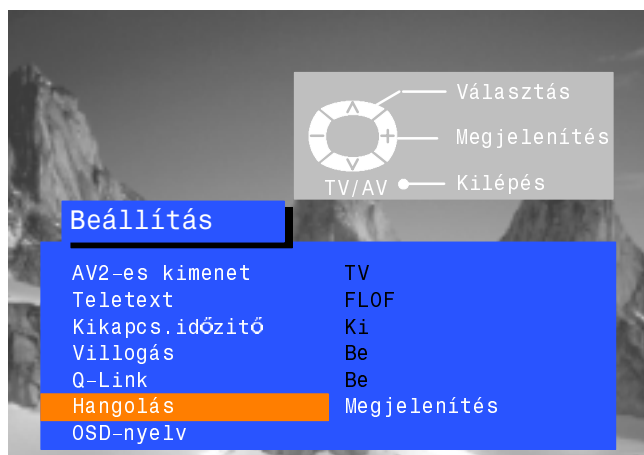 Választás
Megjelenítés
TV/AV Kilépés
Beállítás
AV2-es kimenet TV
Teletext FLOF
Kikapcs.időzitő Ki
Villogás Be
Q-Link Be
Hangolás Megjelenítés
OSD-nyelv